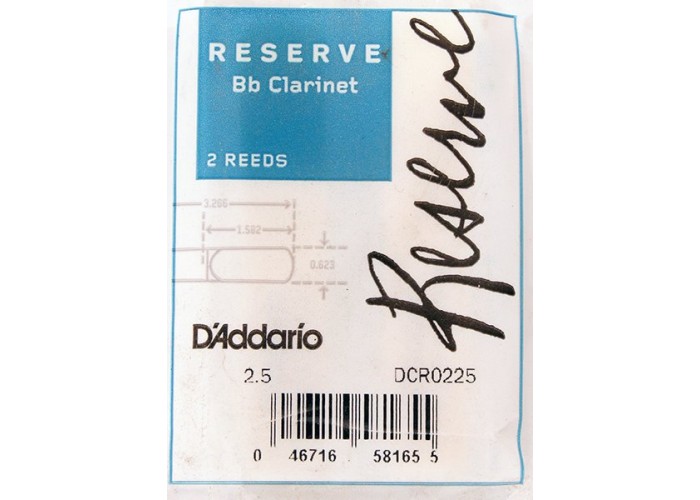 RESERVE
Bb Clarinet
2 REEDS
Reserve
3.286
1.582
0.623
D'Addario
2.5 DCR0225
0 46716 58165 5